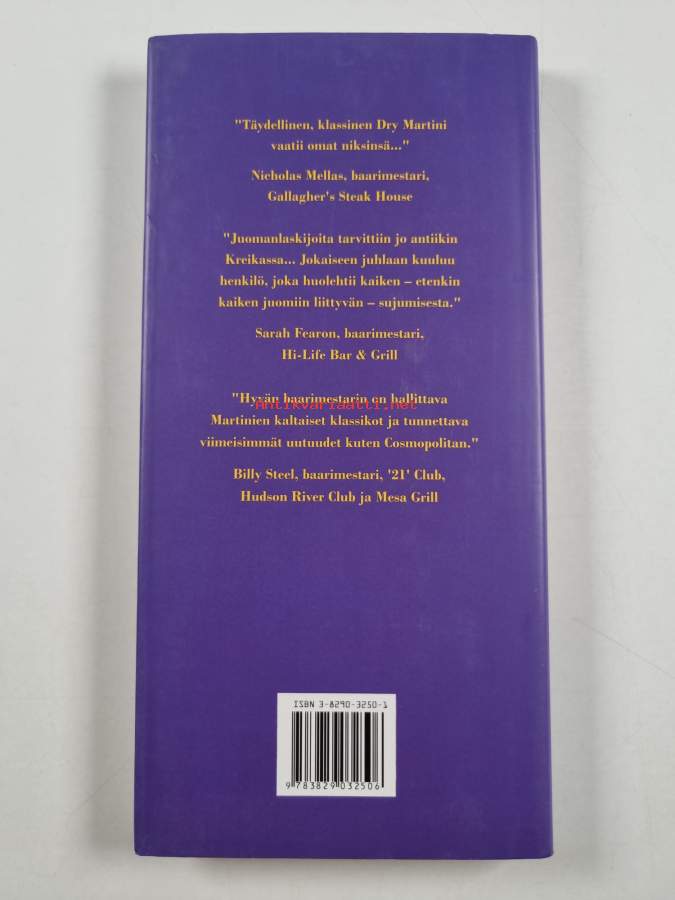 "Täydellinen, klassinen Dry Martini
vaatii omat niksinsä..."
Nicholas Mellas, baarimestari,
Gallagher's Steak House
"Juomanlaskijoita tarvittiin jo antiikin
Kreikassa... Jokaiseen juhlaan kuuluu
henkilö, joka huolehtii kaiken – etenkin
kaiken juomiin liittyvän – sujumisesta."
Sarah Fearon, baarimestari,
Hi-Life Bar & Grill
"Hyvän baarimestarin on hallittava
Antikvariaatti.net
Martinien kaltaiset klassikot ja tunnettava
viimeisimmät uutuudet kuten Cosmopolitan."
Billy Steel, baarimestari, '21' Club,
Hudson River Club ja Mesa Grill
ISBN 3-8290-3250-1
9 783829 032506